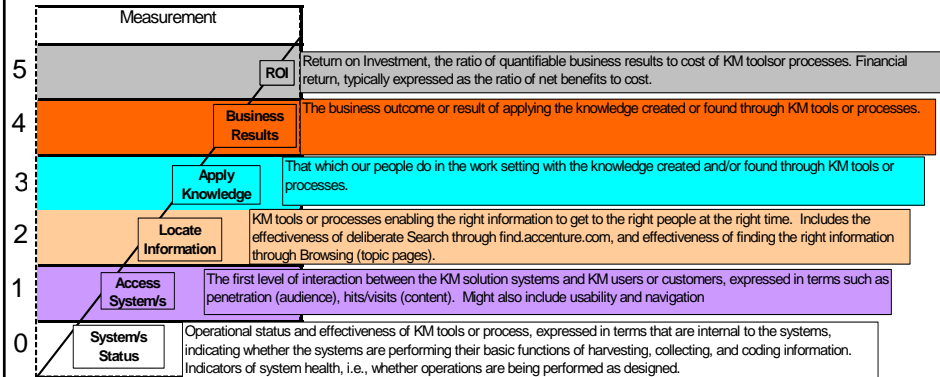 Measurement
5
ROI
Return on Investment, the ratio of quantifiable business results to cost of KM toolsor processes. Financial
return, typically expressed as the ratio of net benefits to cost.
4
Business
Results
The business outcome or result of applying the knowledge created or found through KM tools or processes.
3
Apply
Knowledge
That which our people do in the work setting with the knowledge created and/or found through KM tools or
processes.
2
Locate
Information
KM tools or processes enabling the right information to get to the right people at the right time. Includes the
effectiveness of deliberate Search through find.accenture.com, and effectiveness of finding the right information
through Browsing (topic pages).
1
Access
System/s
The first level of interaction between the KM solution systems and KM users or customers, expressed in terms such as
penetration (audience), hits/visits (content). Might also include usability and navigation
0
System/s
Status
Operational status and effectiveness of KM tools or process, expressed in terms that are internal to the systems,
indicating whether the systems are performing their basic functions of harvesting, collecting, and coding information.
Indicators of system health, i.e., whether operations are being performed as designed.